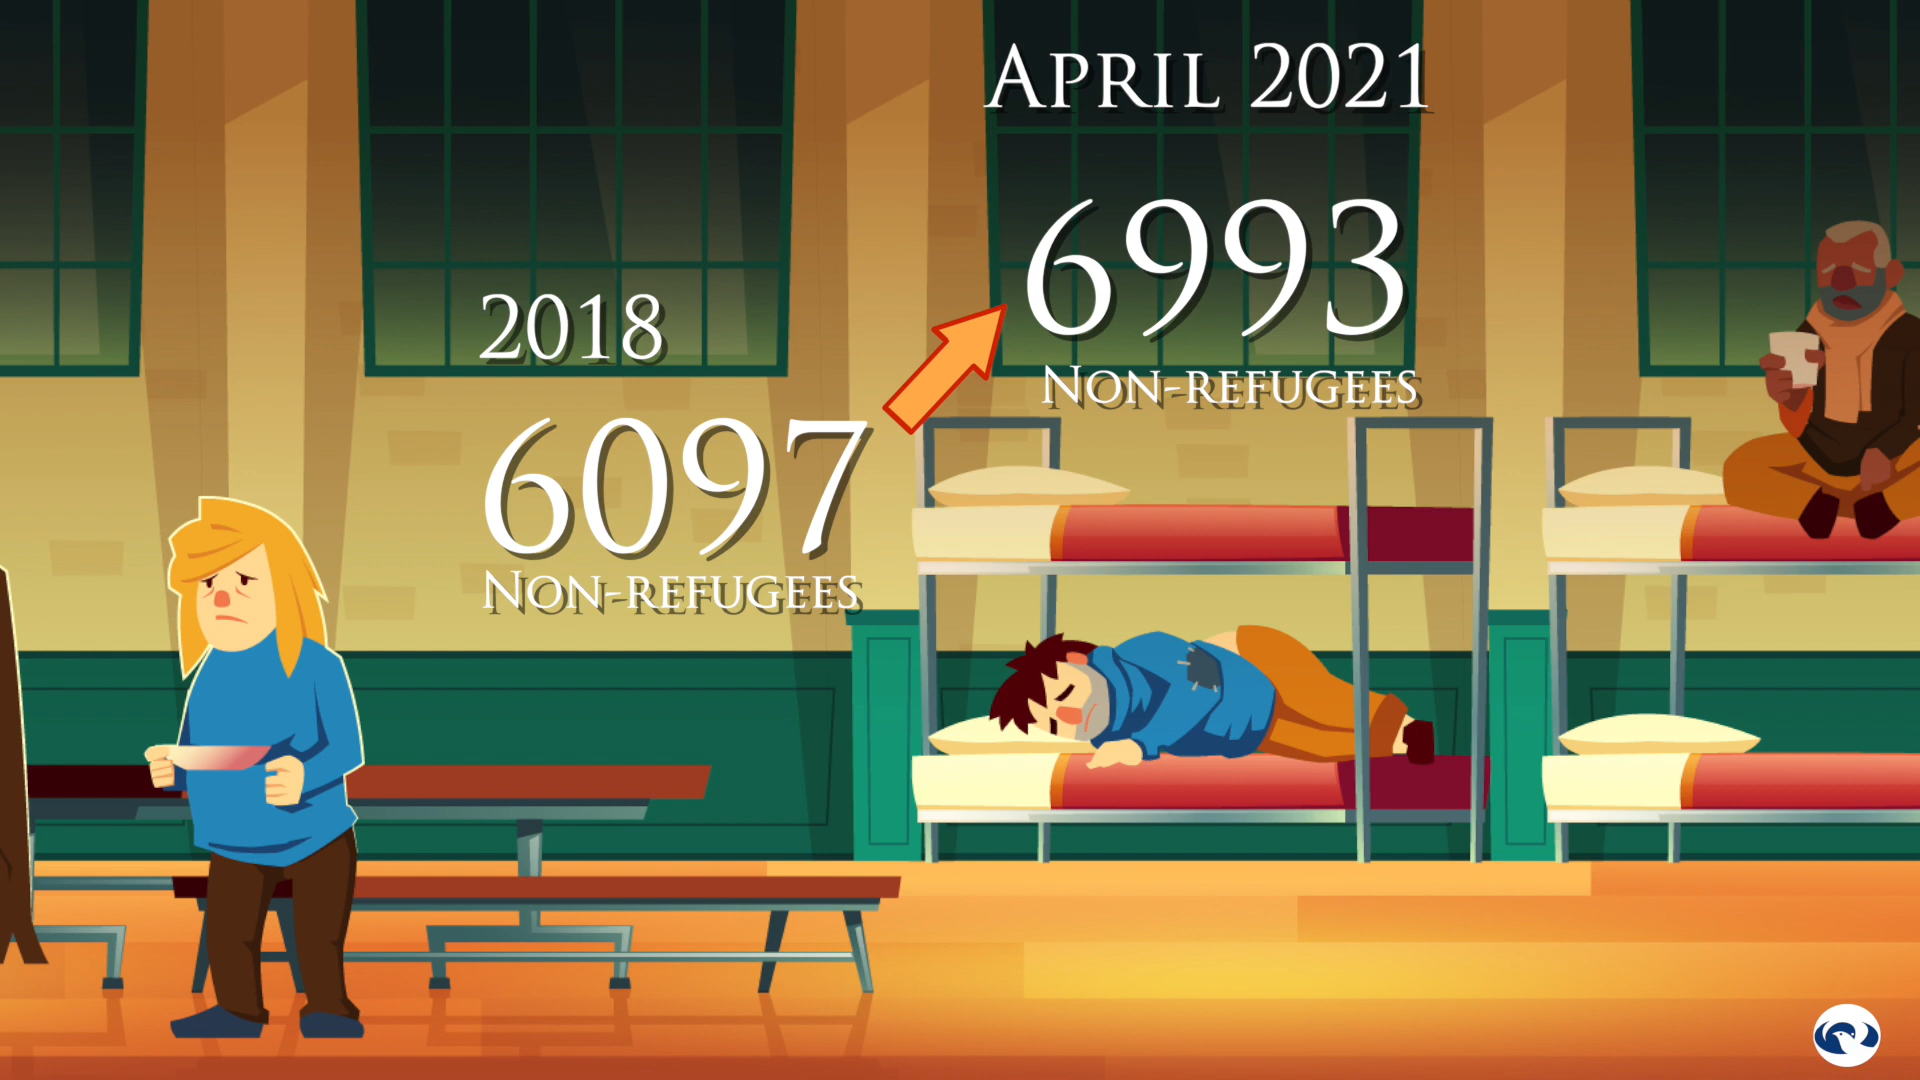 2018
6097
NON-REFUGEES
APRIL 2021
6993
NON-REFUGEES